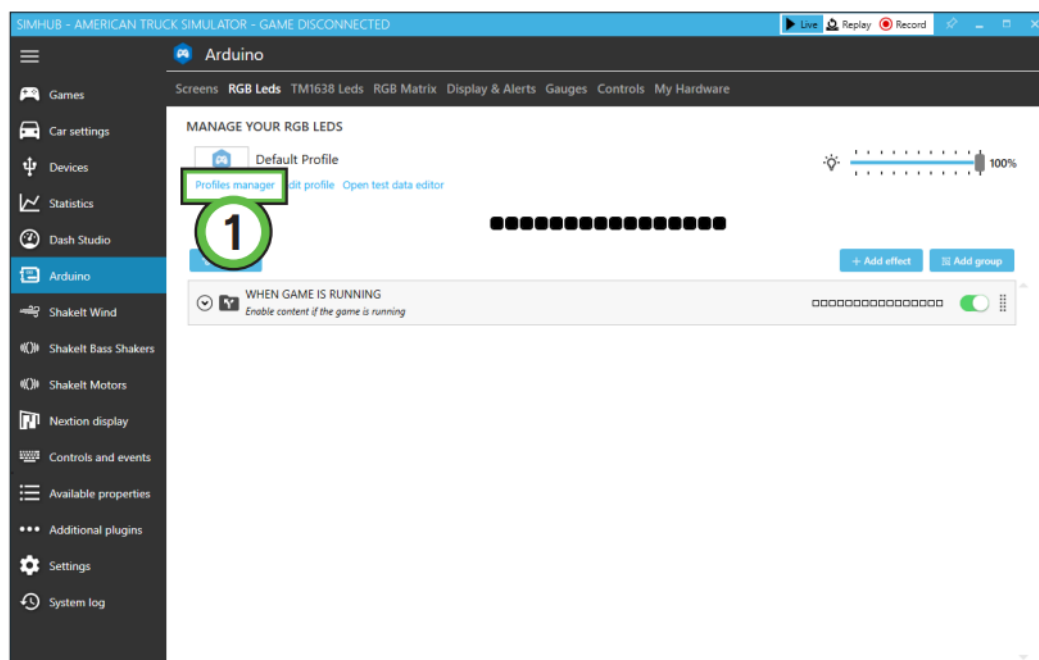 SIMHUB - AMERICAN TRUCK SIMULATOR - GAME DISCONNECTED
Live Replay Record
Arduino
Games
Car settings
Devices
Statistics
Dash Studio
Arduino
ShakeIt Wind
ShakeIt Bass Shakers
ShakeIt Motors
Nextion display
Controls and events
Available properties
Additional plugins
Settings
System log
Screens RGB Leds TM1638 Leds RGB Matrix Display & Alerts Gauges Controls My Hardware
MANAGE YOUR RGB LEDS
Default Profile
100%
Profiles manager dit profile Open test data editor
1
+ Add effect Add group
WHEN GAME IS RUNNING
Enable content if the game is running